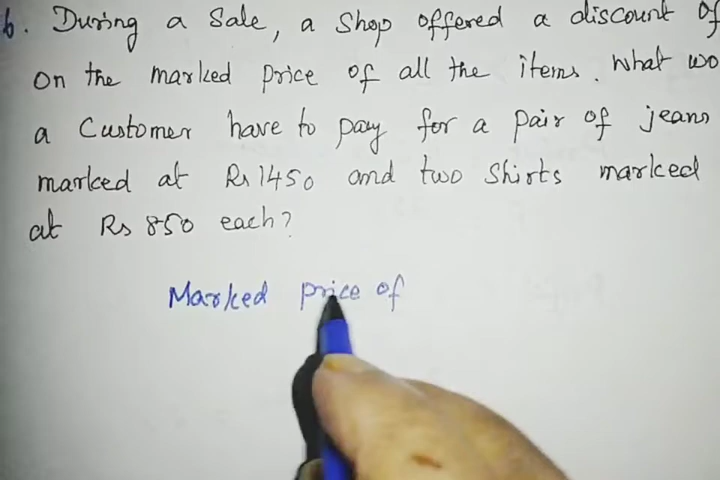 6. During a Sale, a Shop offered a discount of
on the marked price of all the items. What wo
a Customer have to pay for a pair of jeans
marked at Rs 1450 and two Shirts marked
at Rs 850 each?
Marked price of